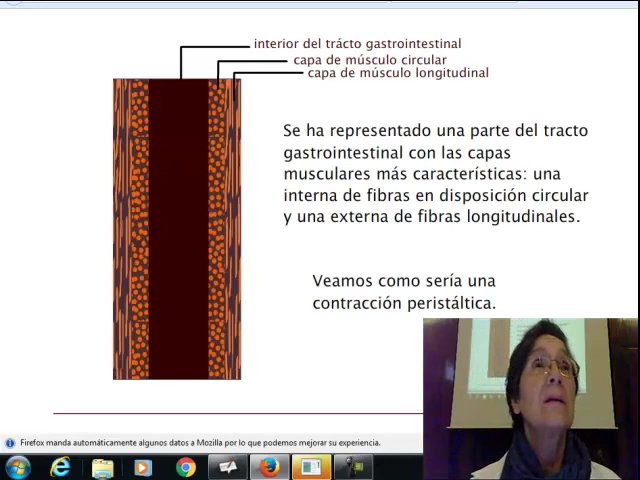 interior del trácto gastrointestinal
capa de músculo circular
capa de músculo longitudinal
Se ha representado una parte del tracto
gastrointestinal con las capas
musculares más características: una
interna de fibras en disposición circular
y una externa de fibras longitudinales.
Veamos como sería una
contracción peristáltica.
Firefox manda automáticamente algunos datos a Mozilla por lo que podemos mejorar su experiencia.